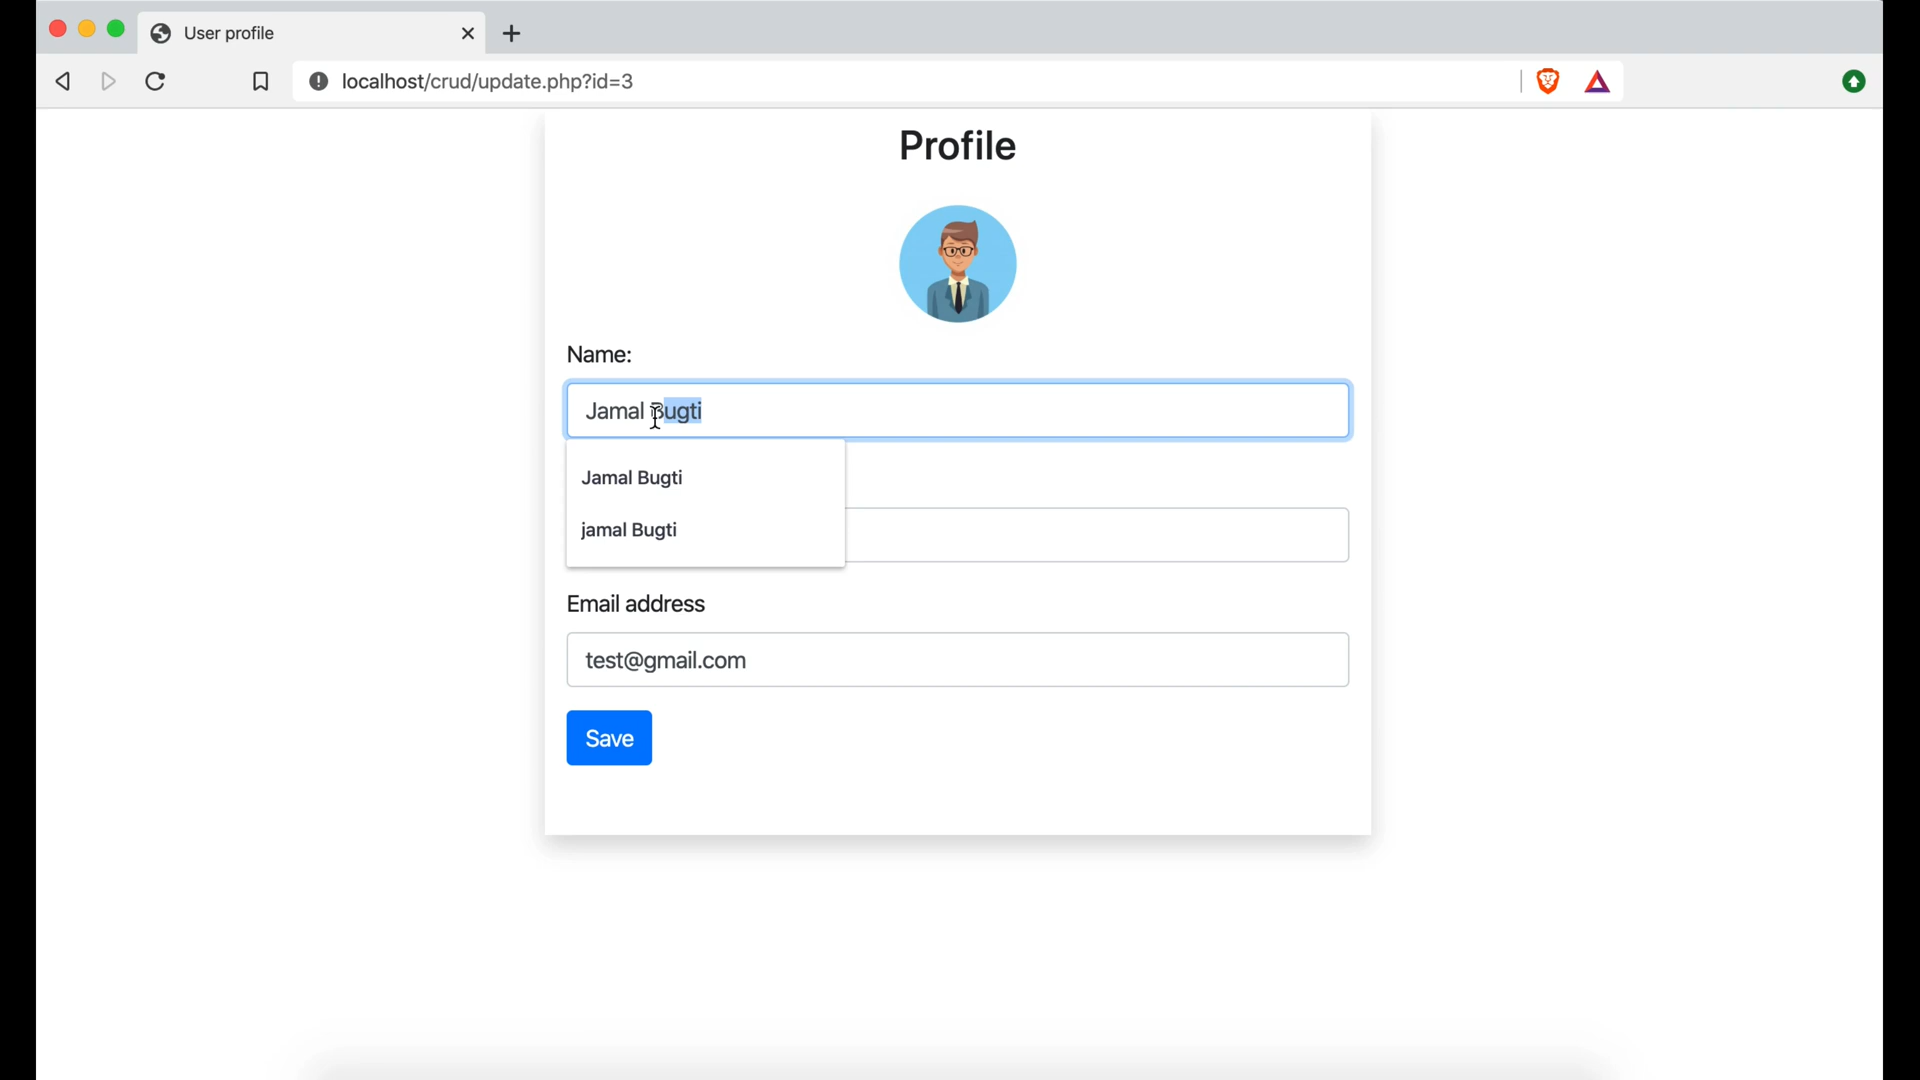 User profile
localhost/crud/update.php?id=3
Profile
Name:
Jamal Bugti
Jamal Bugti
jamal Bugti
Email address
test@gmail.com
Save